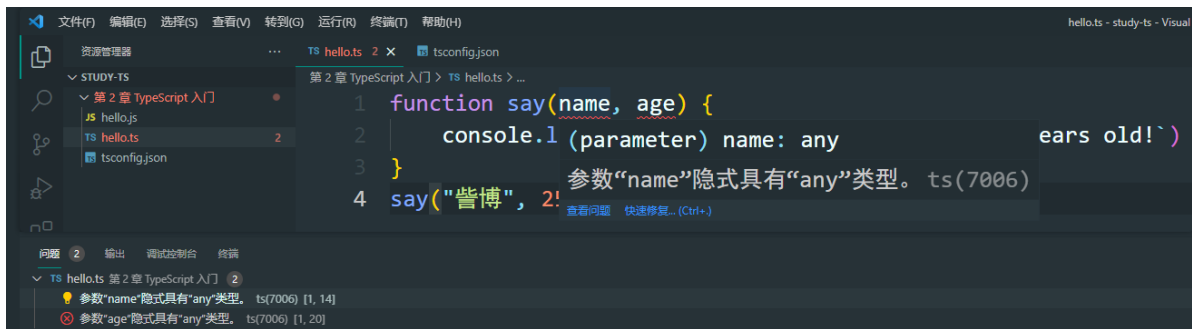 文件(F) 编辑(E) 选择(S) 查看(V) 转到(G) 运行(R) 终端(T) 帮助(H) hello.ts - study-ts - Visual
资源管理器 ··· TS hello.ts 2 × tsconfig.json
STUDY-TS 第 2 章 TypeScript 入门 > TS hello.ts > ...
第 2 章 TypeScript 入门
JS hello.js
TS hello.ts 2
tsconfig.json
1 function say(name, age) {
2 console.l ears old!`)
3 }
4 say("訾博", 2
(parameter) name: any
参数“name”隐式具有“any”类型。 ts(7006)
查看问题 快速修复... (Ctrl+.)
问题 2 输出 调试控制台 终端
TS hello.ts 第 2 章 TypeScript 入门 2
参数“name”隐式具有“any”类型。 ts(7006) [1, 14]
参数“age”隐式具有“any”类型。 ts(7006) [1, 20]